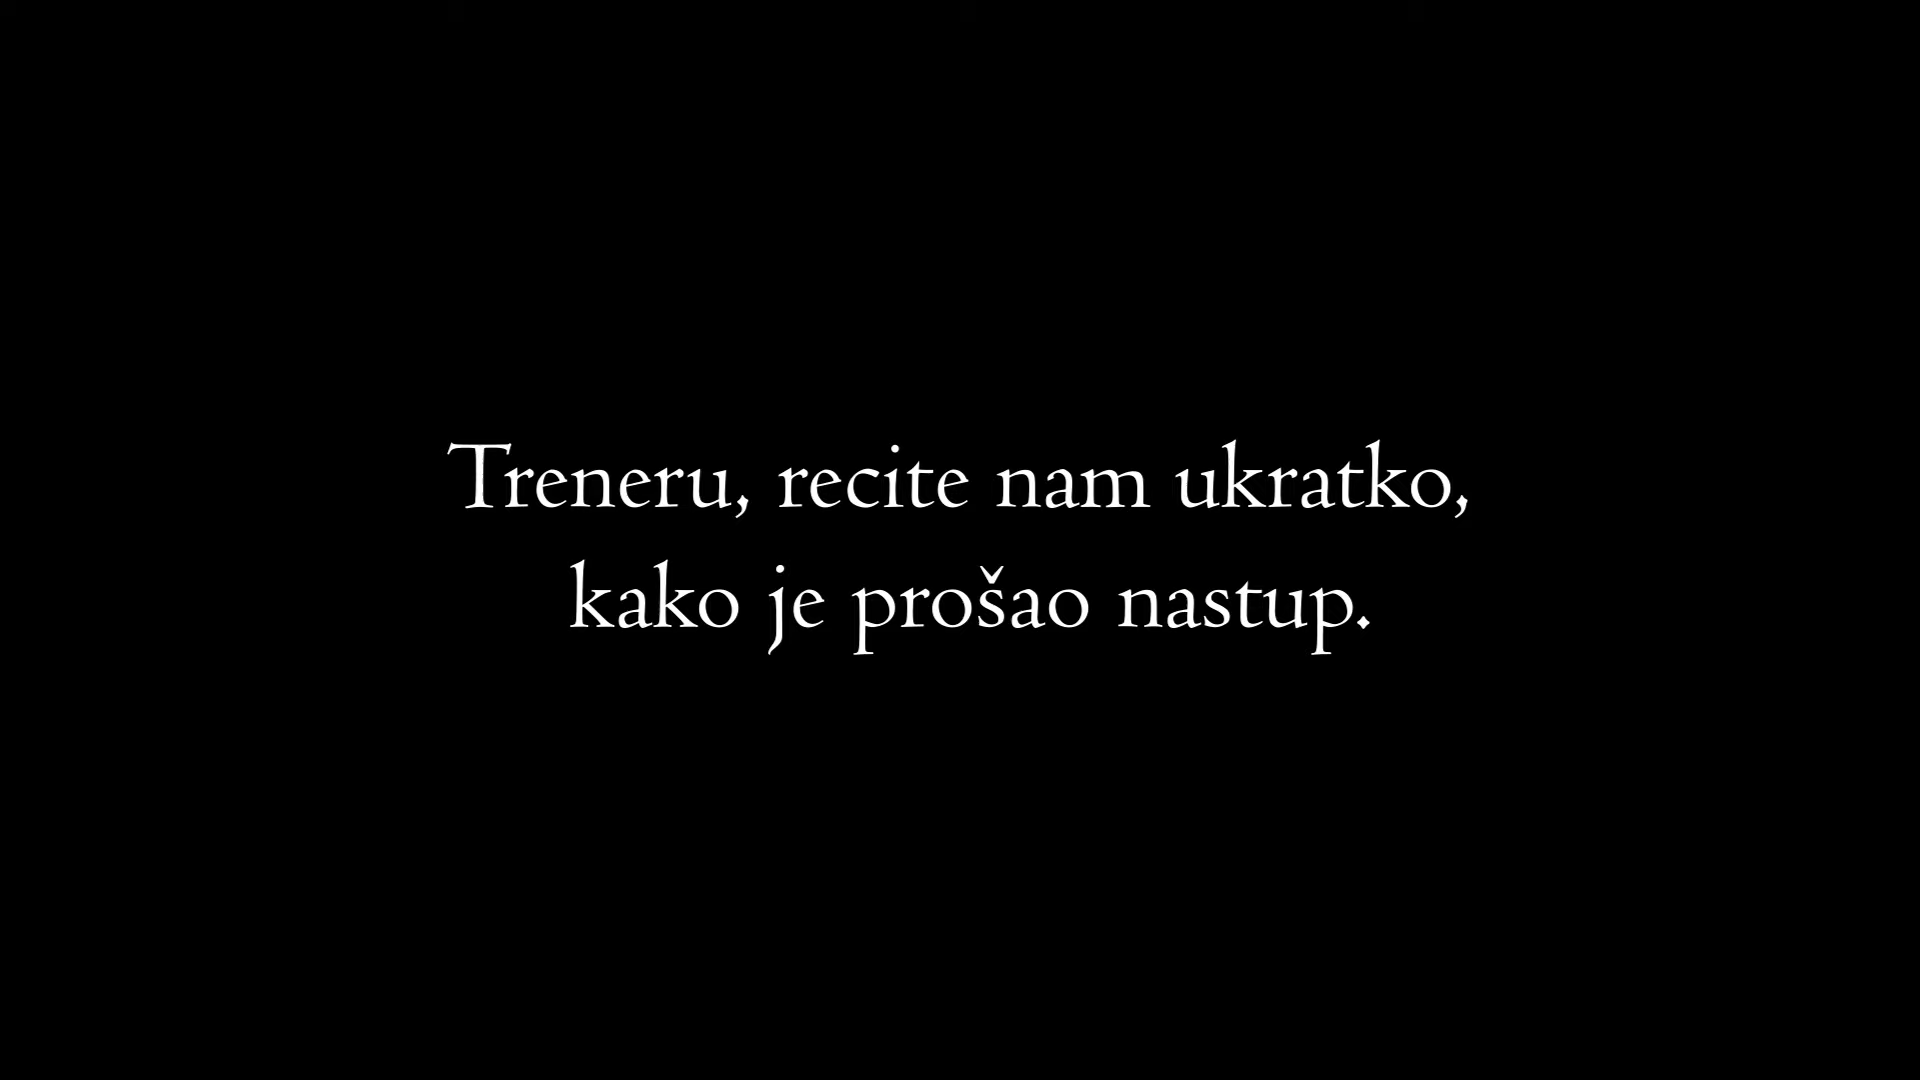 Treneru, recite nam ukratko,
kako je prošao nastup.